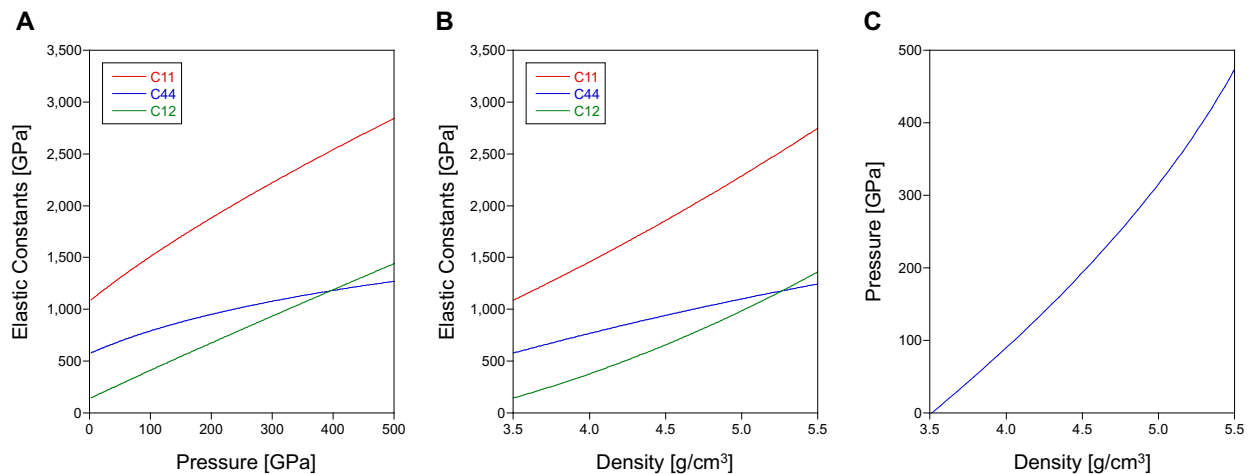 A
B
C
3,500
3,000
2,500
2,000
1,500
1,000
500
0
Elastic Constants [GPa]
C11
C44
C12
0
100
200
300
400
500
Pressure [GPa]
3,500
3,000
2,500
2,000
1,500
1,000
500
0
Elastic Constants [GPa]
C11
C44
C12
3.5
4.0
4.5
5.0
5.5
Density [g/cm³]
500
400
300
200
100
0
Pressure [GPa]
3.5
4.0
4.5
5.0
5.5
Density [g/cm³]